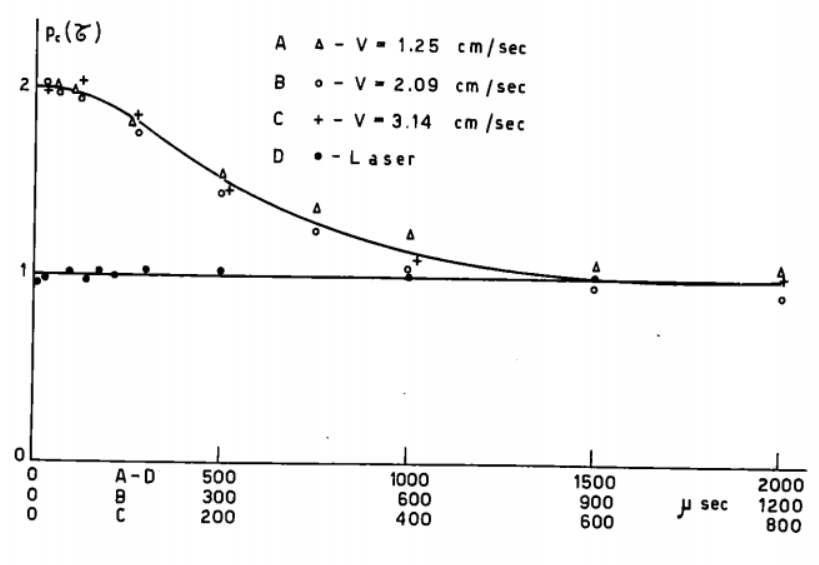 p_c(τ)
A Δ - V = 1.25 cm/sec
B o - V = 2.09 cm/sec
C + - V = 3.14 cm/sec
D • - Laser
2
1
0
0 A-D 500 1000 1500 2000
0 B 300 600 900 μ sec 1200
0 C 200 400 600 800